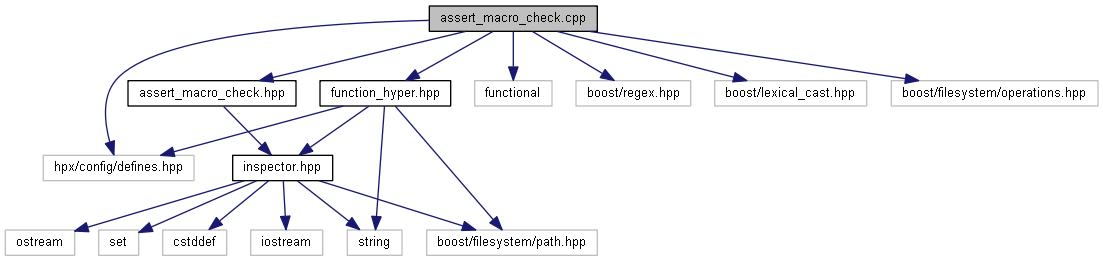 assert_macro_check.cpp
assert_macro_check.hpp
function_hyper.hpp
functional
boost/regex.hpp
boost/lexical_cast.hpp
boost/filesystem/operations.hpp
hpx/config/defines.hpp
inspector.hpp
ostream
set
cstddef
iostream
string
boost/filesystem/path.hpp